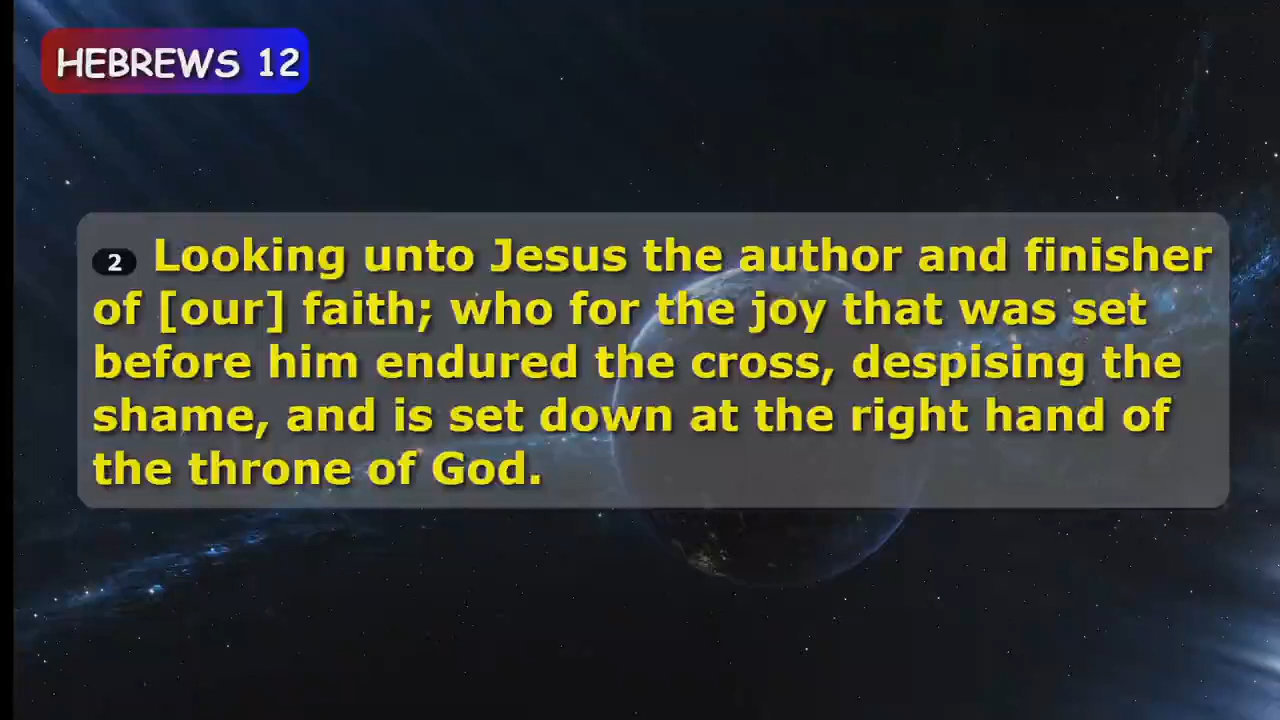 HEBREWS 12
2 Looking unto Jesus the author and finisher
of [our] faith; who for the joy that was set
before him endured the cross, despising the
shame, and is set down at the right hand of
the throne of God.